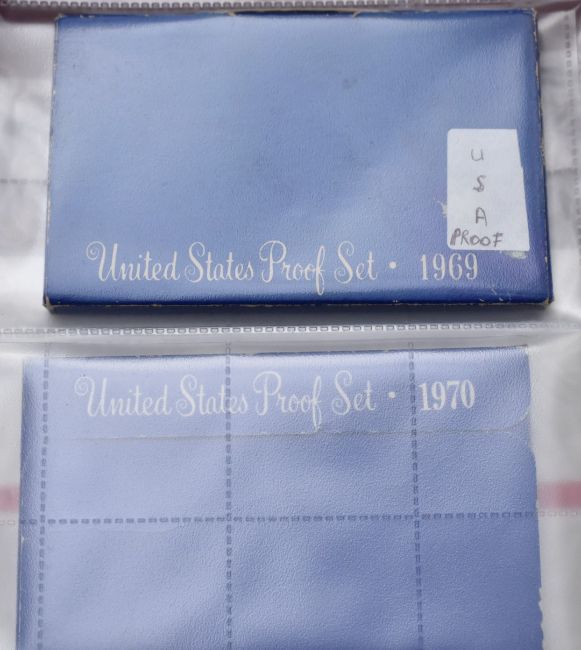 U
S
A
PROOF
United States Proof Set • 1969
United States Proof Set • 1970